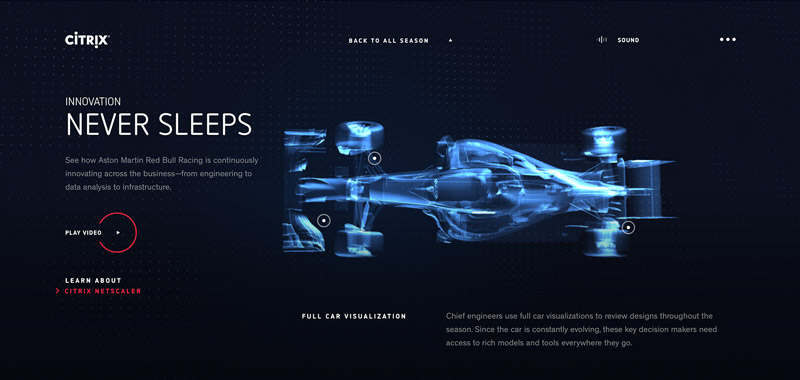 CITRIX
BACK TO ALL SEASON
SOUND
INNOVATION
NEVER SLEEPS
See how Aston Martin Red Bull Racing is continuously
innovating across the business—from engineering to
data analysis to infrastructure.
PLAY VIDEO
LEARN ABOUT
CITRIX NETSCALER
FULL CAR VISUALIZATION
Chief engineers use full car visualizations to review designs throughout the
season. Since the car is constantly evolving, these key decision makers need
access to rich models and tools everywhere they go.